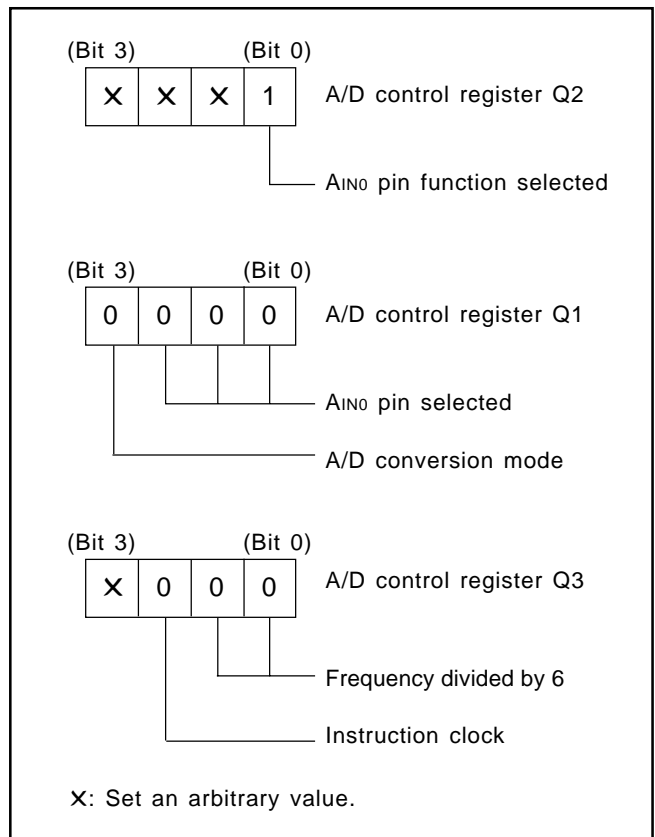 (Bit 3) (Bit 0)
✕ ✕ ✕ 1 A/D control register Q2
AIN0 pin function selected
(Bit 3) (Bit 0)
0 0 0 0 A/D control register Q1
AIN0 pin selected
A/D conversion mode
(Bit 3) (Bit 0)
✕ 0 0 0 A/D control register Q3
Frequency divided by 6
Instruction clock
✕: Set an arbitrary value.